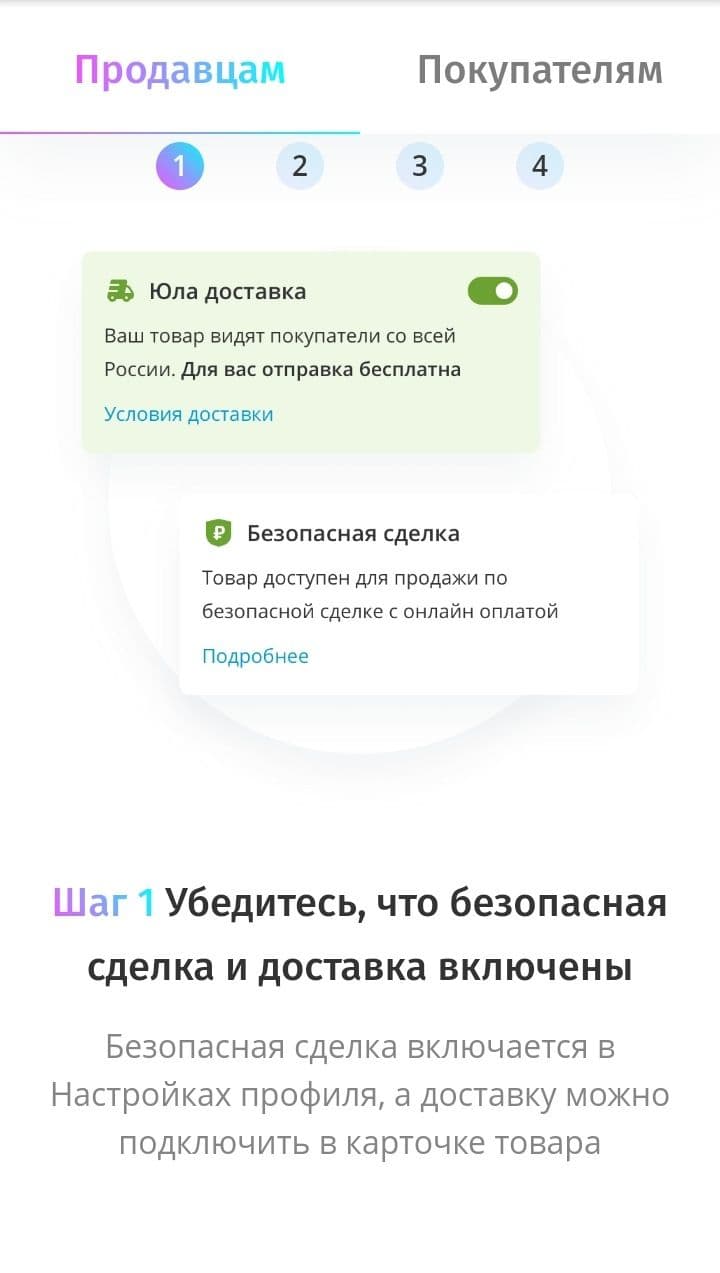 Продавцам Покупателям
1 2 3 4
Юла доставка
Ваш товар видят покупатели со всей
России. Для вас отправка бесплатна
Условия доставки
Безопасная сделка
Товар доступен для продажи по
безопасной сделке с онлайн оплатой
Подробнее
Шаг 1 Убедитесь, что безопасная
сделка и доставка включены
Безопасная сделка включается в
Настройках профиля, а доставку можно
подключить в карточке товара